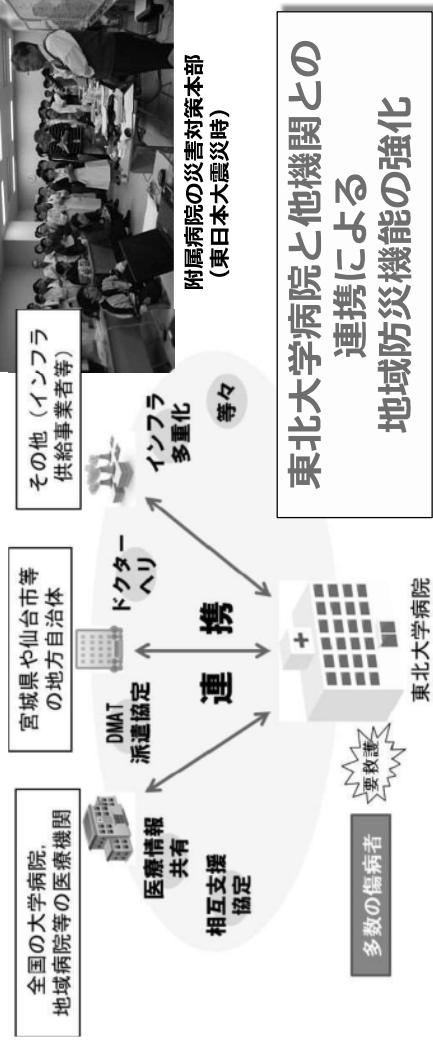 全国の大学病院,
地域病院等の医療機関
宮城県や仙台市等
の地方自治体
その他（インフラ
供給事業者等）
附属病院の災害対策本部
（東日本大震災時）
医療情報
共有
相互支援
協定
DMAT
派遣協定
ドクター
ヘリ
インフラ
多重化
等々
連携
多数の傷病者
要救護
東北大学病院
東北大学病院と他機関との
連携による
地域防災機能の強化